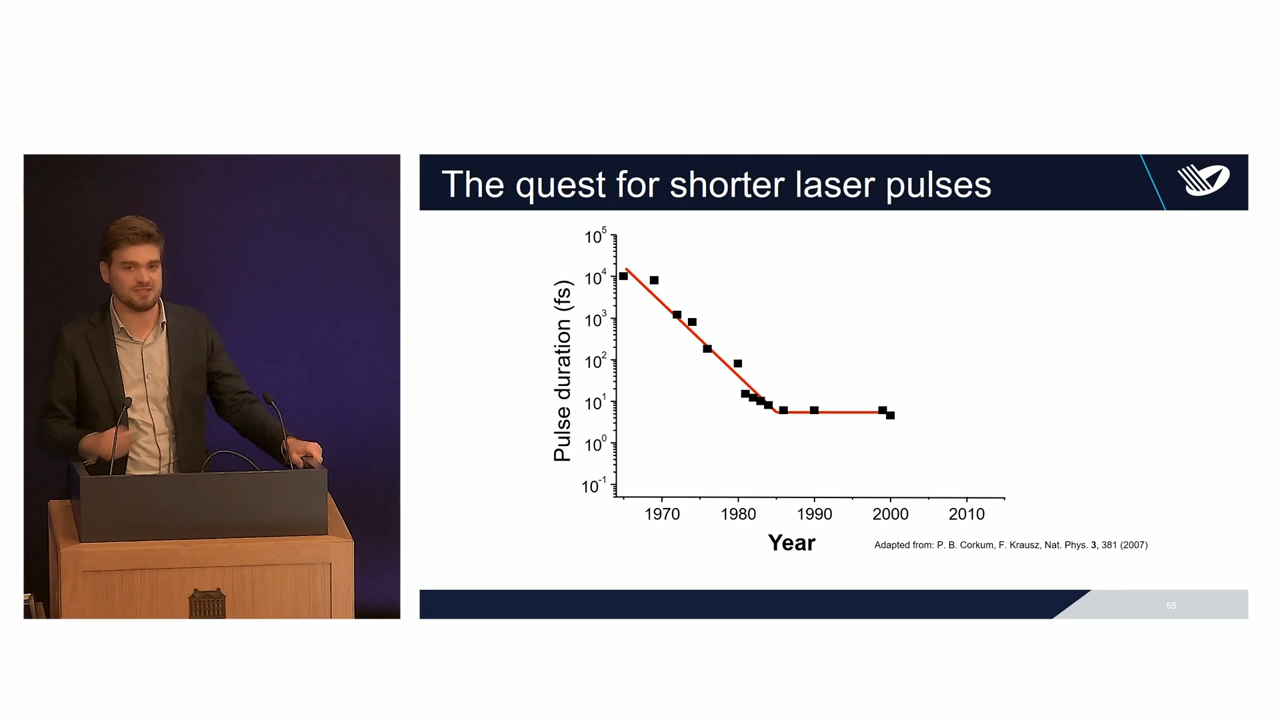 The quest for shorter laser pulses
10⁵
10⁴
10³
10²
10¹
10⁰
10⁻¹
Pulse duration (fs)
1970 1980 1990 2000 2010
Year
Adapted from: P. B. Corkum, F. Krausz, Nat. Phys. 3, 381 (2007)
55